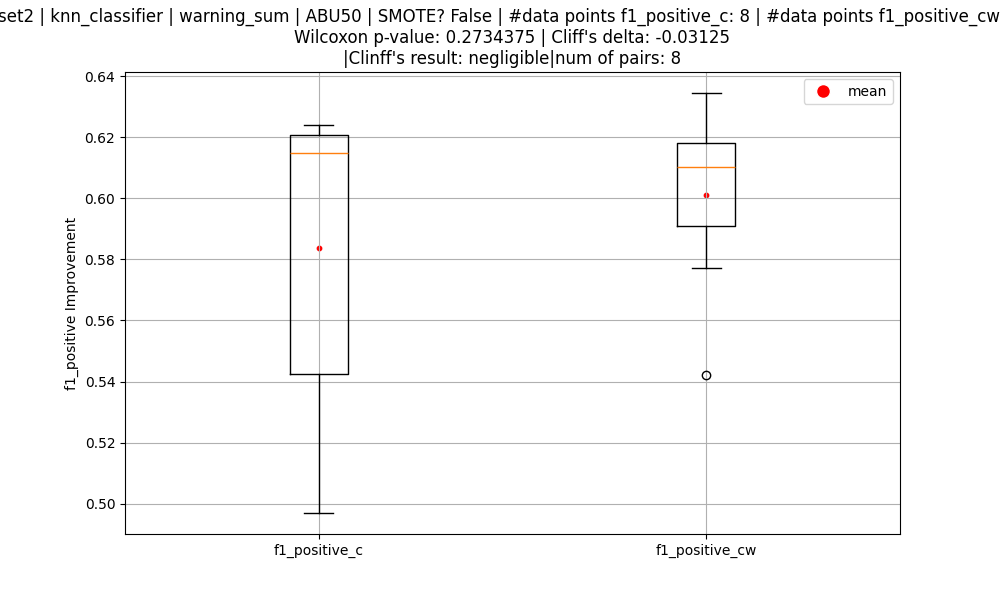 set2 | knn_classifier | warning_sum | ABU50 | SMOTE? False | #data points f1_positive_c: 8 | #data points f1_positive_cw
Wilcoxon p-value: 0.2734375 | Cliff's delta: -0.03125
|Clinff's result: negligible|num of pairs: 8
mean
0.64
0.62
0.60
0.58
0.56
0.54
0.52
0.50
f1_positive Improvement
f1_positive_c
f1_positive_cw